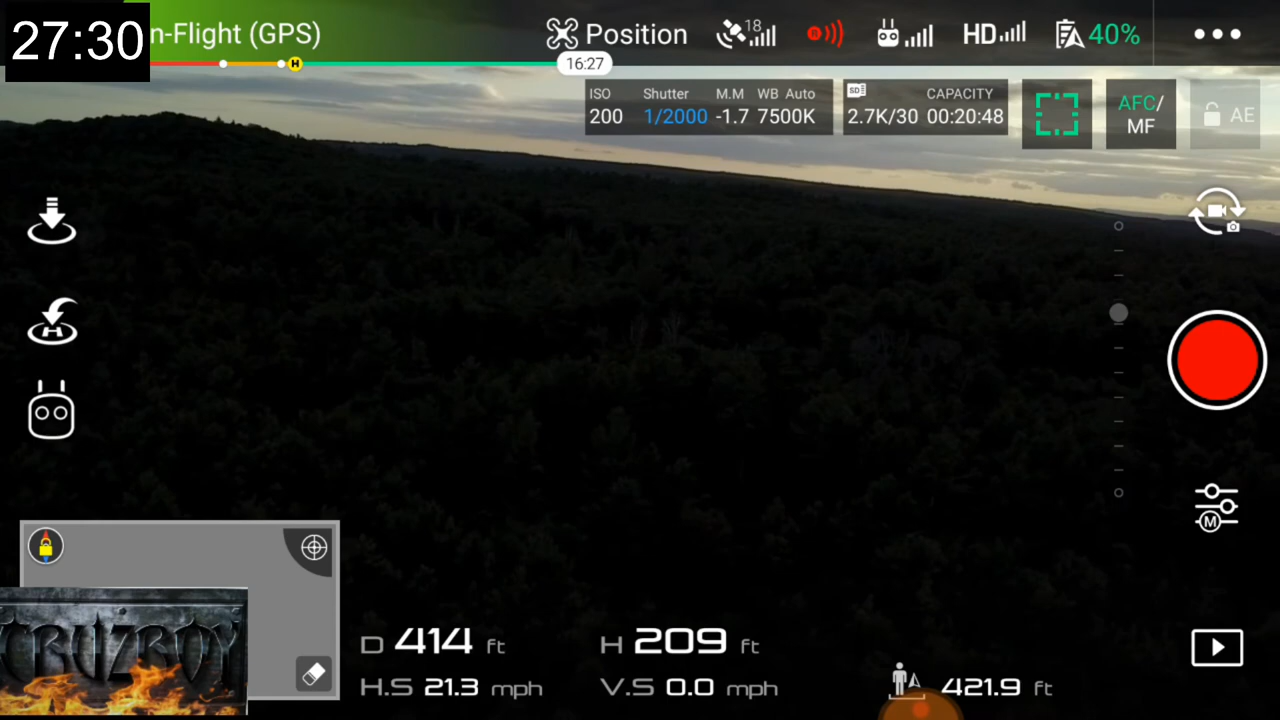 27:30
n-Flight (GPS)
Position
18
HD
40%
H
16:27
ISO Shutter M.M WB Auto
200 1/2000 -1.7 7500K
SD CAPACITY
2.7K/30 00:20:48
AFC/
MF
AE
H
M
CRUZBOY
D 414 ft
H 209 ft
H.S 21.3 mph
V.S 0.0 mph
421.9 ft